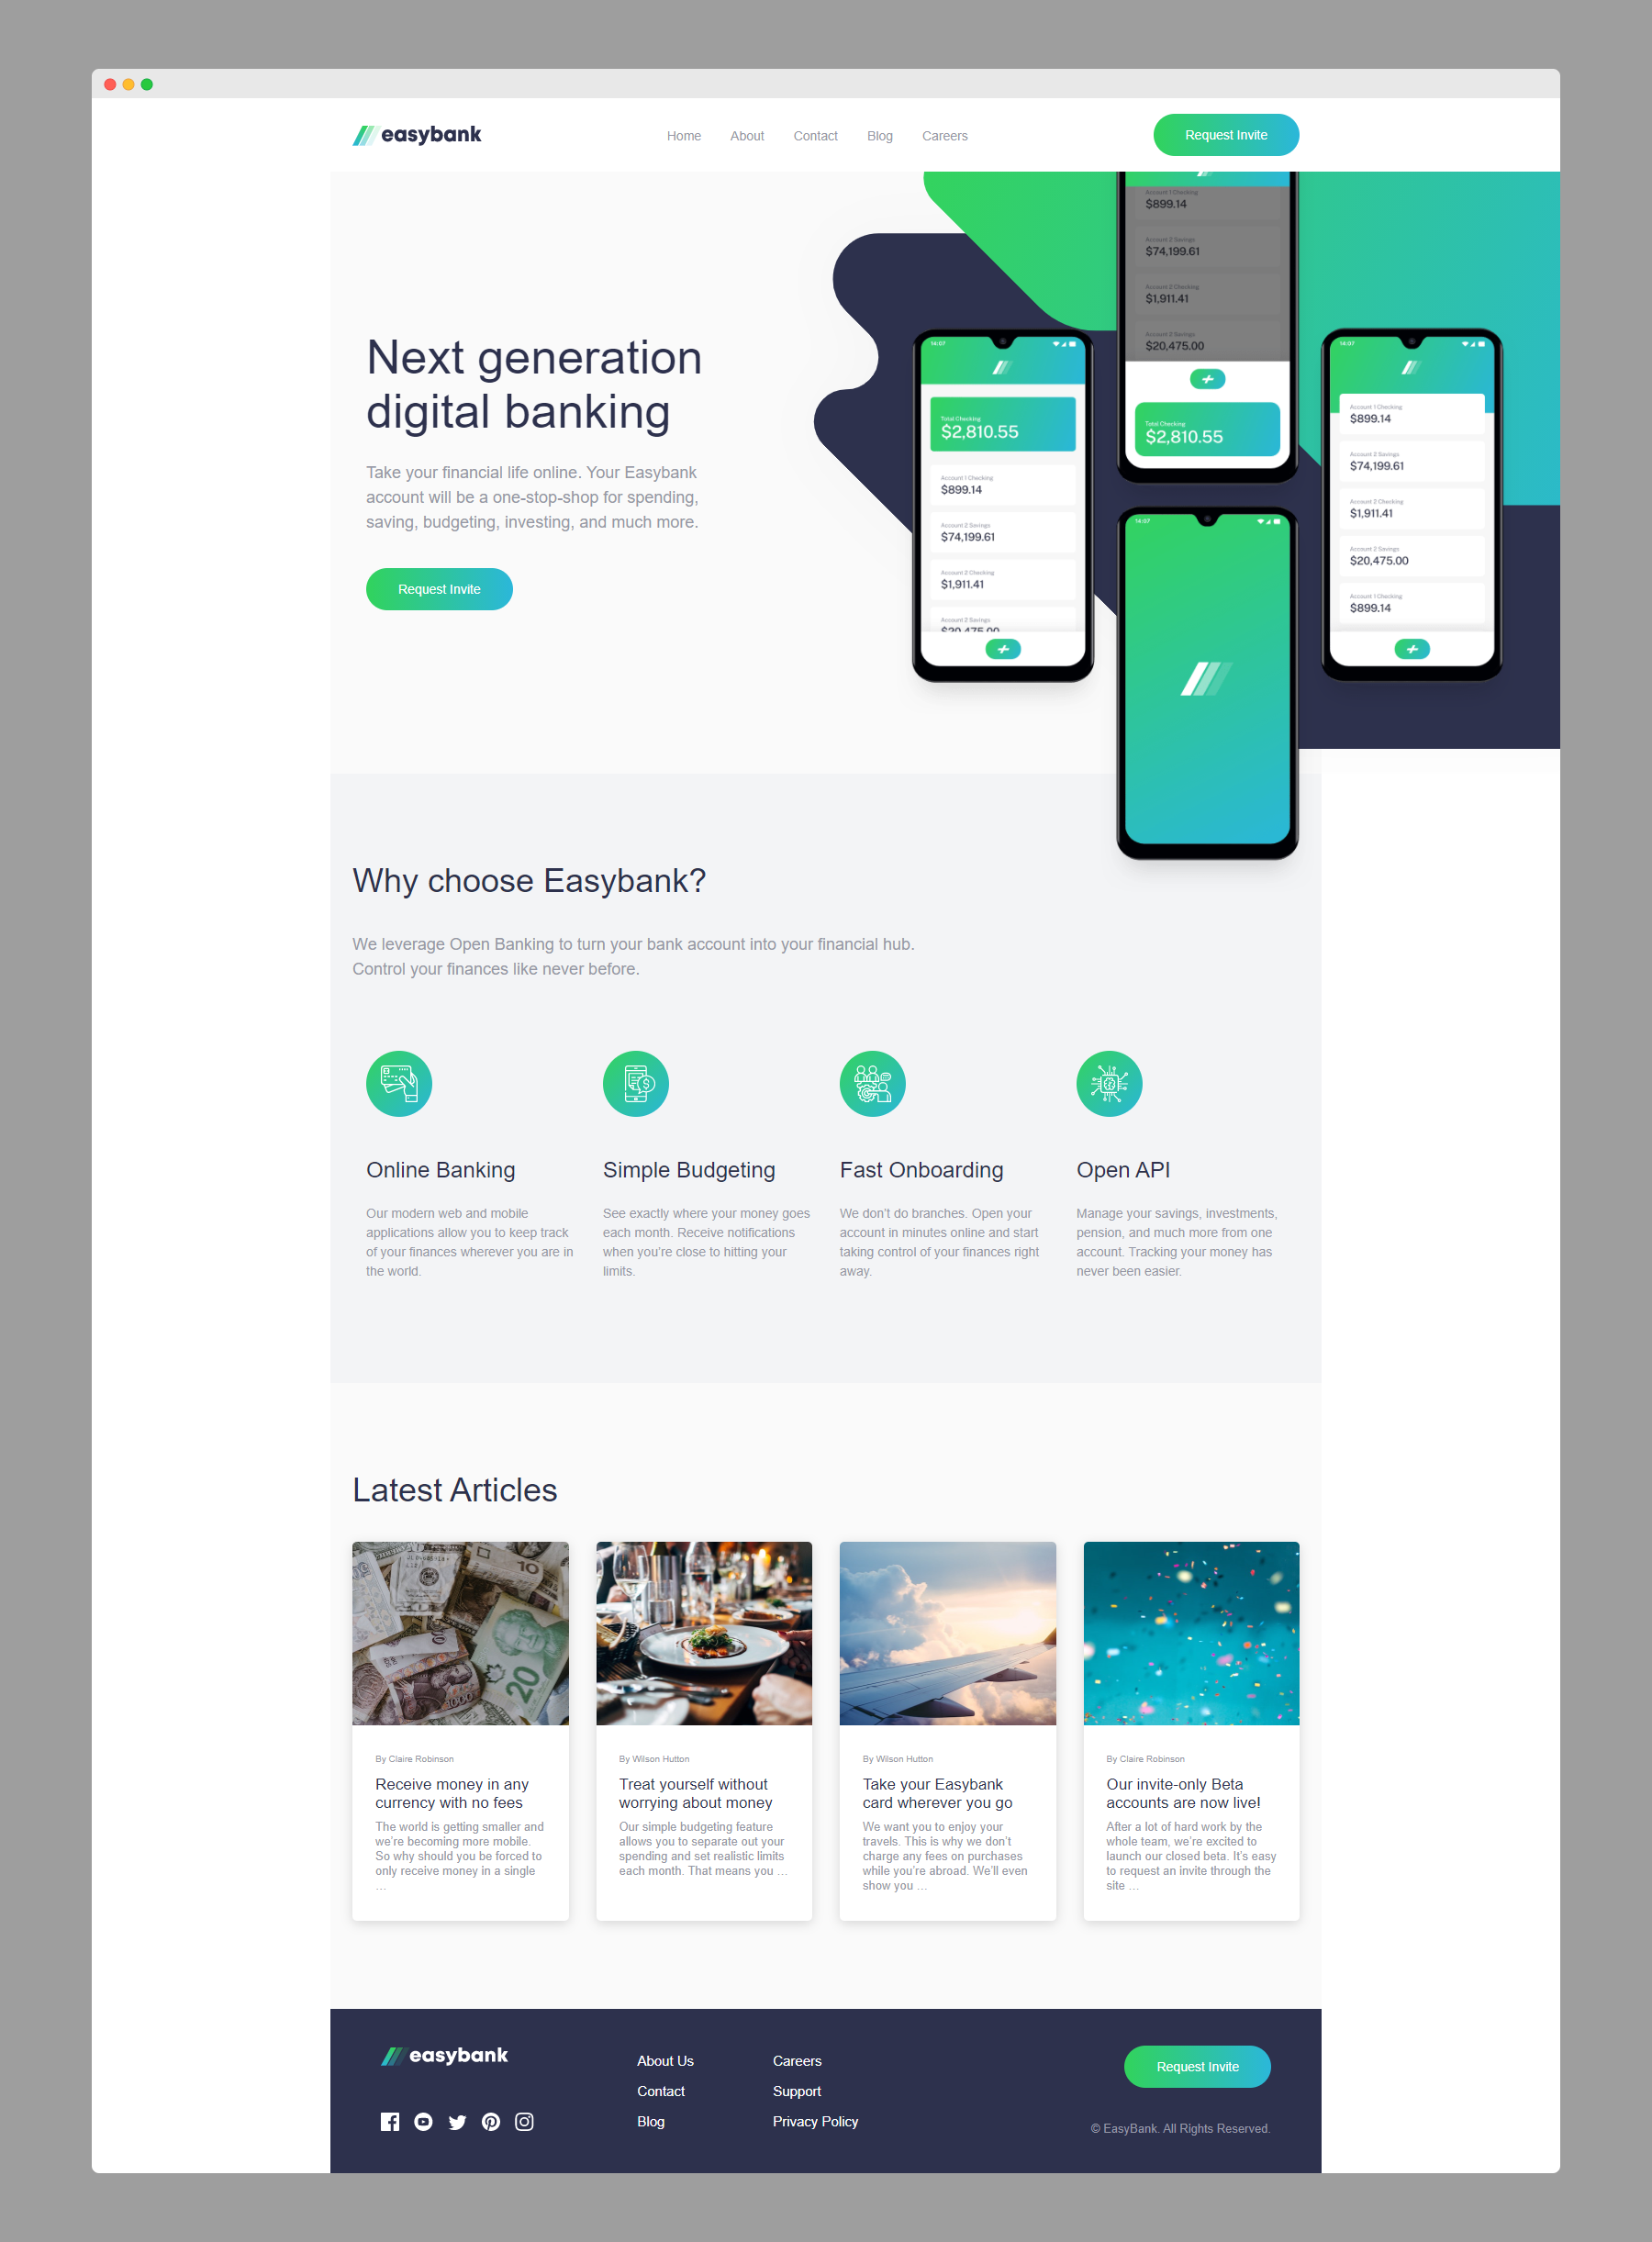 easybank
Home About Contact Blog Careers
Request Invite
Next generation
digital banking
Take your financial life online. Your Easybank
account will be a one-stop-shop for spending,
saving, budgeting, investing, and much more.
Request Invite
14:07
Total Checking
$2,810.55
Account 1 Checking
$899.14
Account 2 Savings
$74,199.61
Account 2 Checking
$1,911.41
Account 2 Savings
$20,475.00
Account 1 Checking
$899.14
Account 2 Savings
$74,199.61
Account 2 Checking
$1,911.41
Account 2 Savings
$20,475.00
Total Checking
$2,810.55
14:07
14:07
Account 1 Checking
$899.14
Account 2 Savings
$74,199.61
Account 2 Checking
$1,911.41
Account 2 Savings
$20,475.00
Account 1 Checking
$899.14
Why choose Easybank?
We leverage Open Banking to turn your bank account into your financial hub.
Control your finances like never before.
Online Banking
Our modern web and mobile
applications allow you to keep track
of your finances wherever you are in
the world.
Simple Budgeting
See exactly where your money goes
each month. Receive notifications
when you’re close to hitting your
limits.
Fast Onboarding
We don’t do branches. Open your
account in minutes online and start
taking control of your finances right
away.
Open API
Manage your savings, investments,
pension, and much more from one
account. Tracking your money has
never been easier.
Latest Articles
10
20
By Claire Robinson
Receive money in any
currency with no fees
The world is getting smaller and
we’re becoming more mobile.
So why should you be forced to
only receive money in a single
…
By Wilson Hutton
Treat yourself without
worrying about money
Our simple budgeting feature
allows you to separate out your
spending and set realistic limits
each month. That means you …
By Wilson Hutton
Take your Easybank
card wherever you go
We want you to enjoy your
travels. This is why we don’t
charge any fees on purchases
while you’re abroad. We’ll even
show you …
By Claire Robinson
Our invite-only Beta
accounts are now live!
After a lot of hard work by the
whole team, we’re excited to
launch our closed beta. It’s easy
to request an invite through the
site …
easybank
About Us
Contact
Blog
Careers
Support
Privacy Policy
Request Invite
© EasyBank. All Rights Reserved.